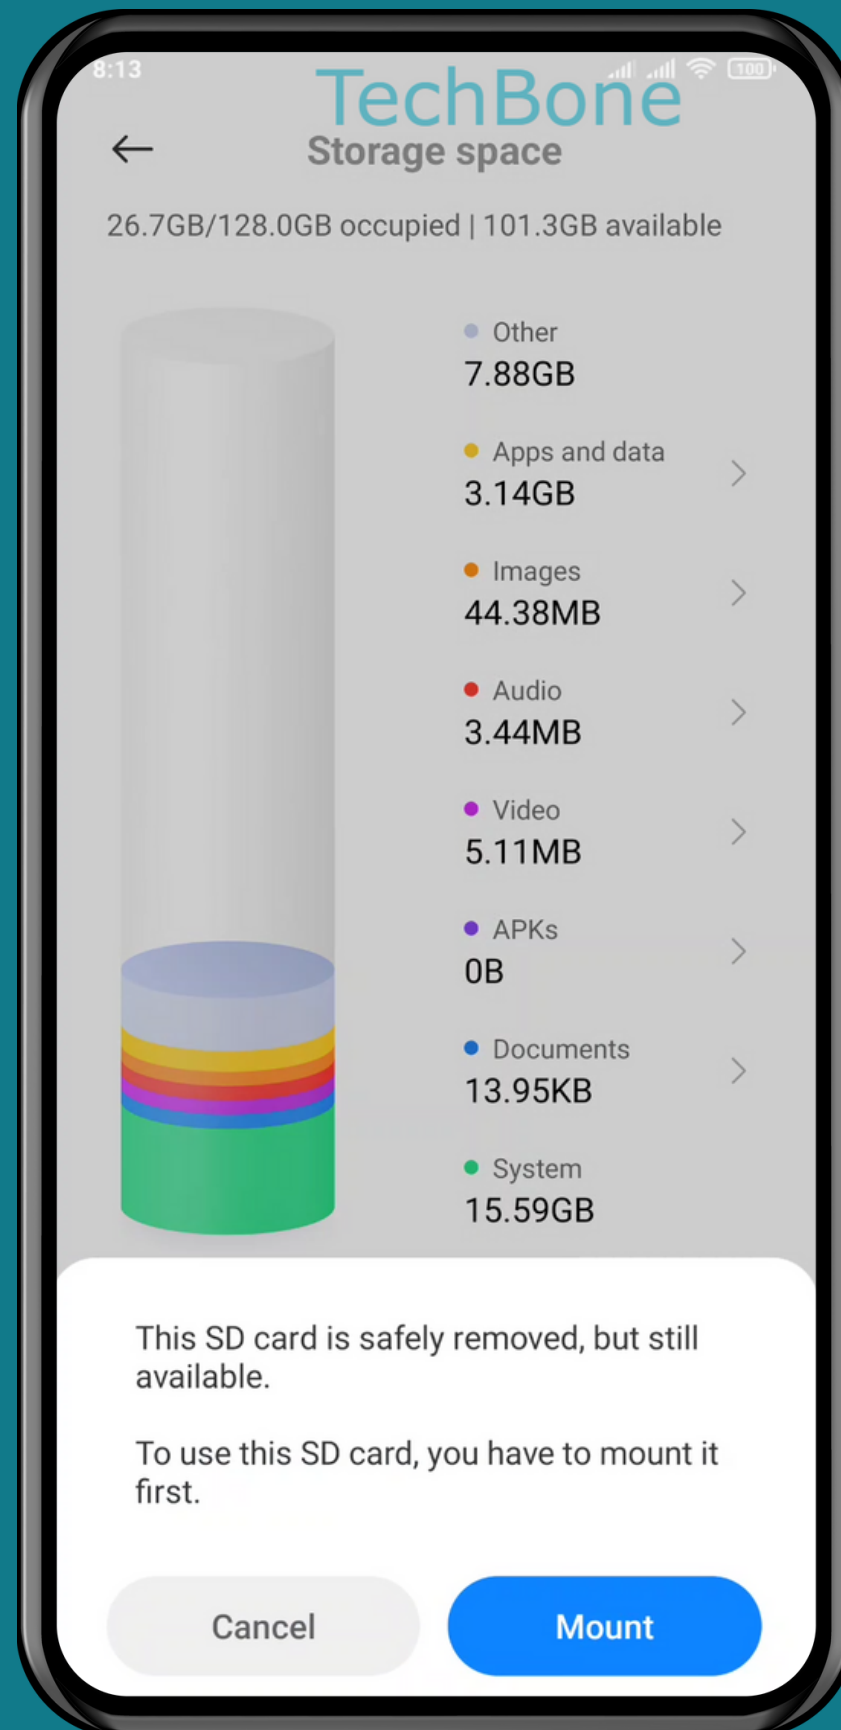 8:13
TechBone
100
Storage space
26.7GB/128.0GB occupied | 101.3GB available
Other
7.88GB
Apps and data
3.14GB
Images
44.38MB
Audio
3.44MB
Video
5.11MB
APKs
0B
Documents
13.95KB
System
15.59GB
This SD card is safely removed, but still
available.
To use this SD card, you have to mount it
first.
Cancel
Mount